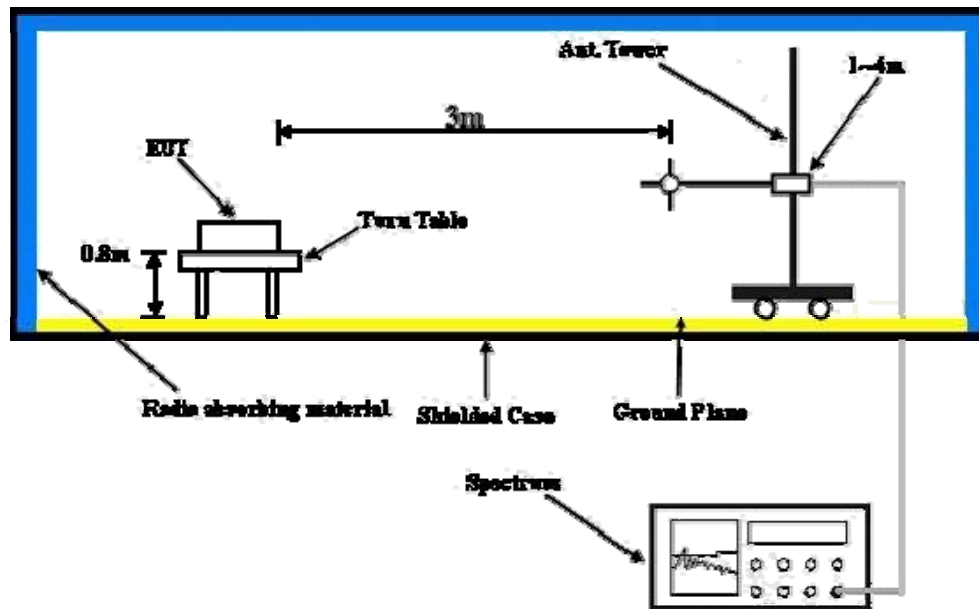 Ant. Tower
1~4m
3m
EUT
Turn Table
0.8m
Radio absorbing material
Shielded Case
Ground Plane
Spectrum